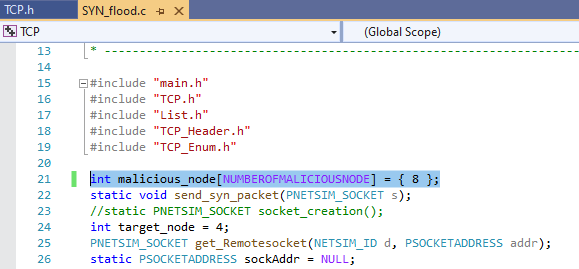 TCP.h SYN_flood.c
TCP (Global Scope)
13 * --------------------------------------------------------
14
15 #include "main.h"
16 #include "TCP.h"
17 #include "List.h"
18 #include "TCP_Header.h"
19 #include "TCP_Enum.h"
20
21 int malicious_node[NUMBEROFMALICIOUSNODE] = { 8 };
22 static void send_syn_packet(PNETSIM_SOCKET s);
23 //static PNETSIM_SOCKET socket_creation();
24 int target_node = 4;
25 PNETSIM_SOCKET get_Remotesocket(NETSIM_ID d, PSOCKETADDRESS addr);
26 static PSOCKETADDRESS sockAddr = NULL;